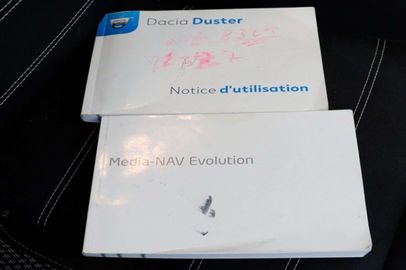 Dacia Duster
Notice d'utilisation
Media-NAV Evolution